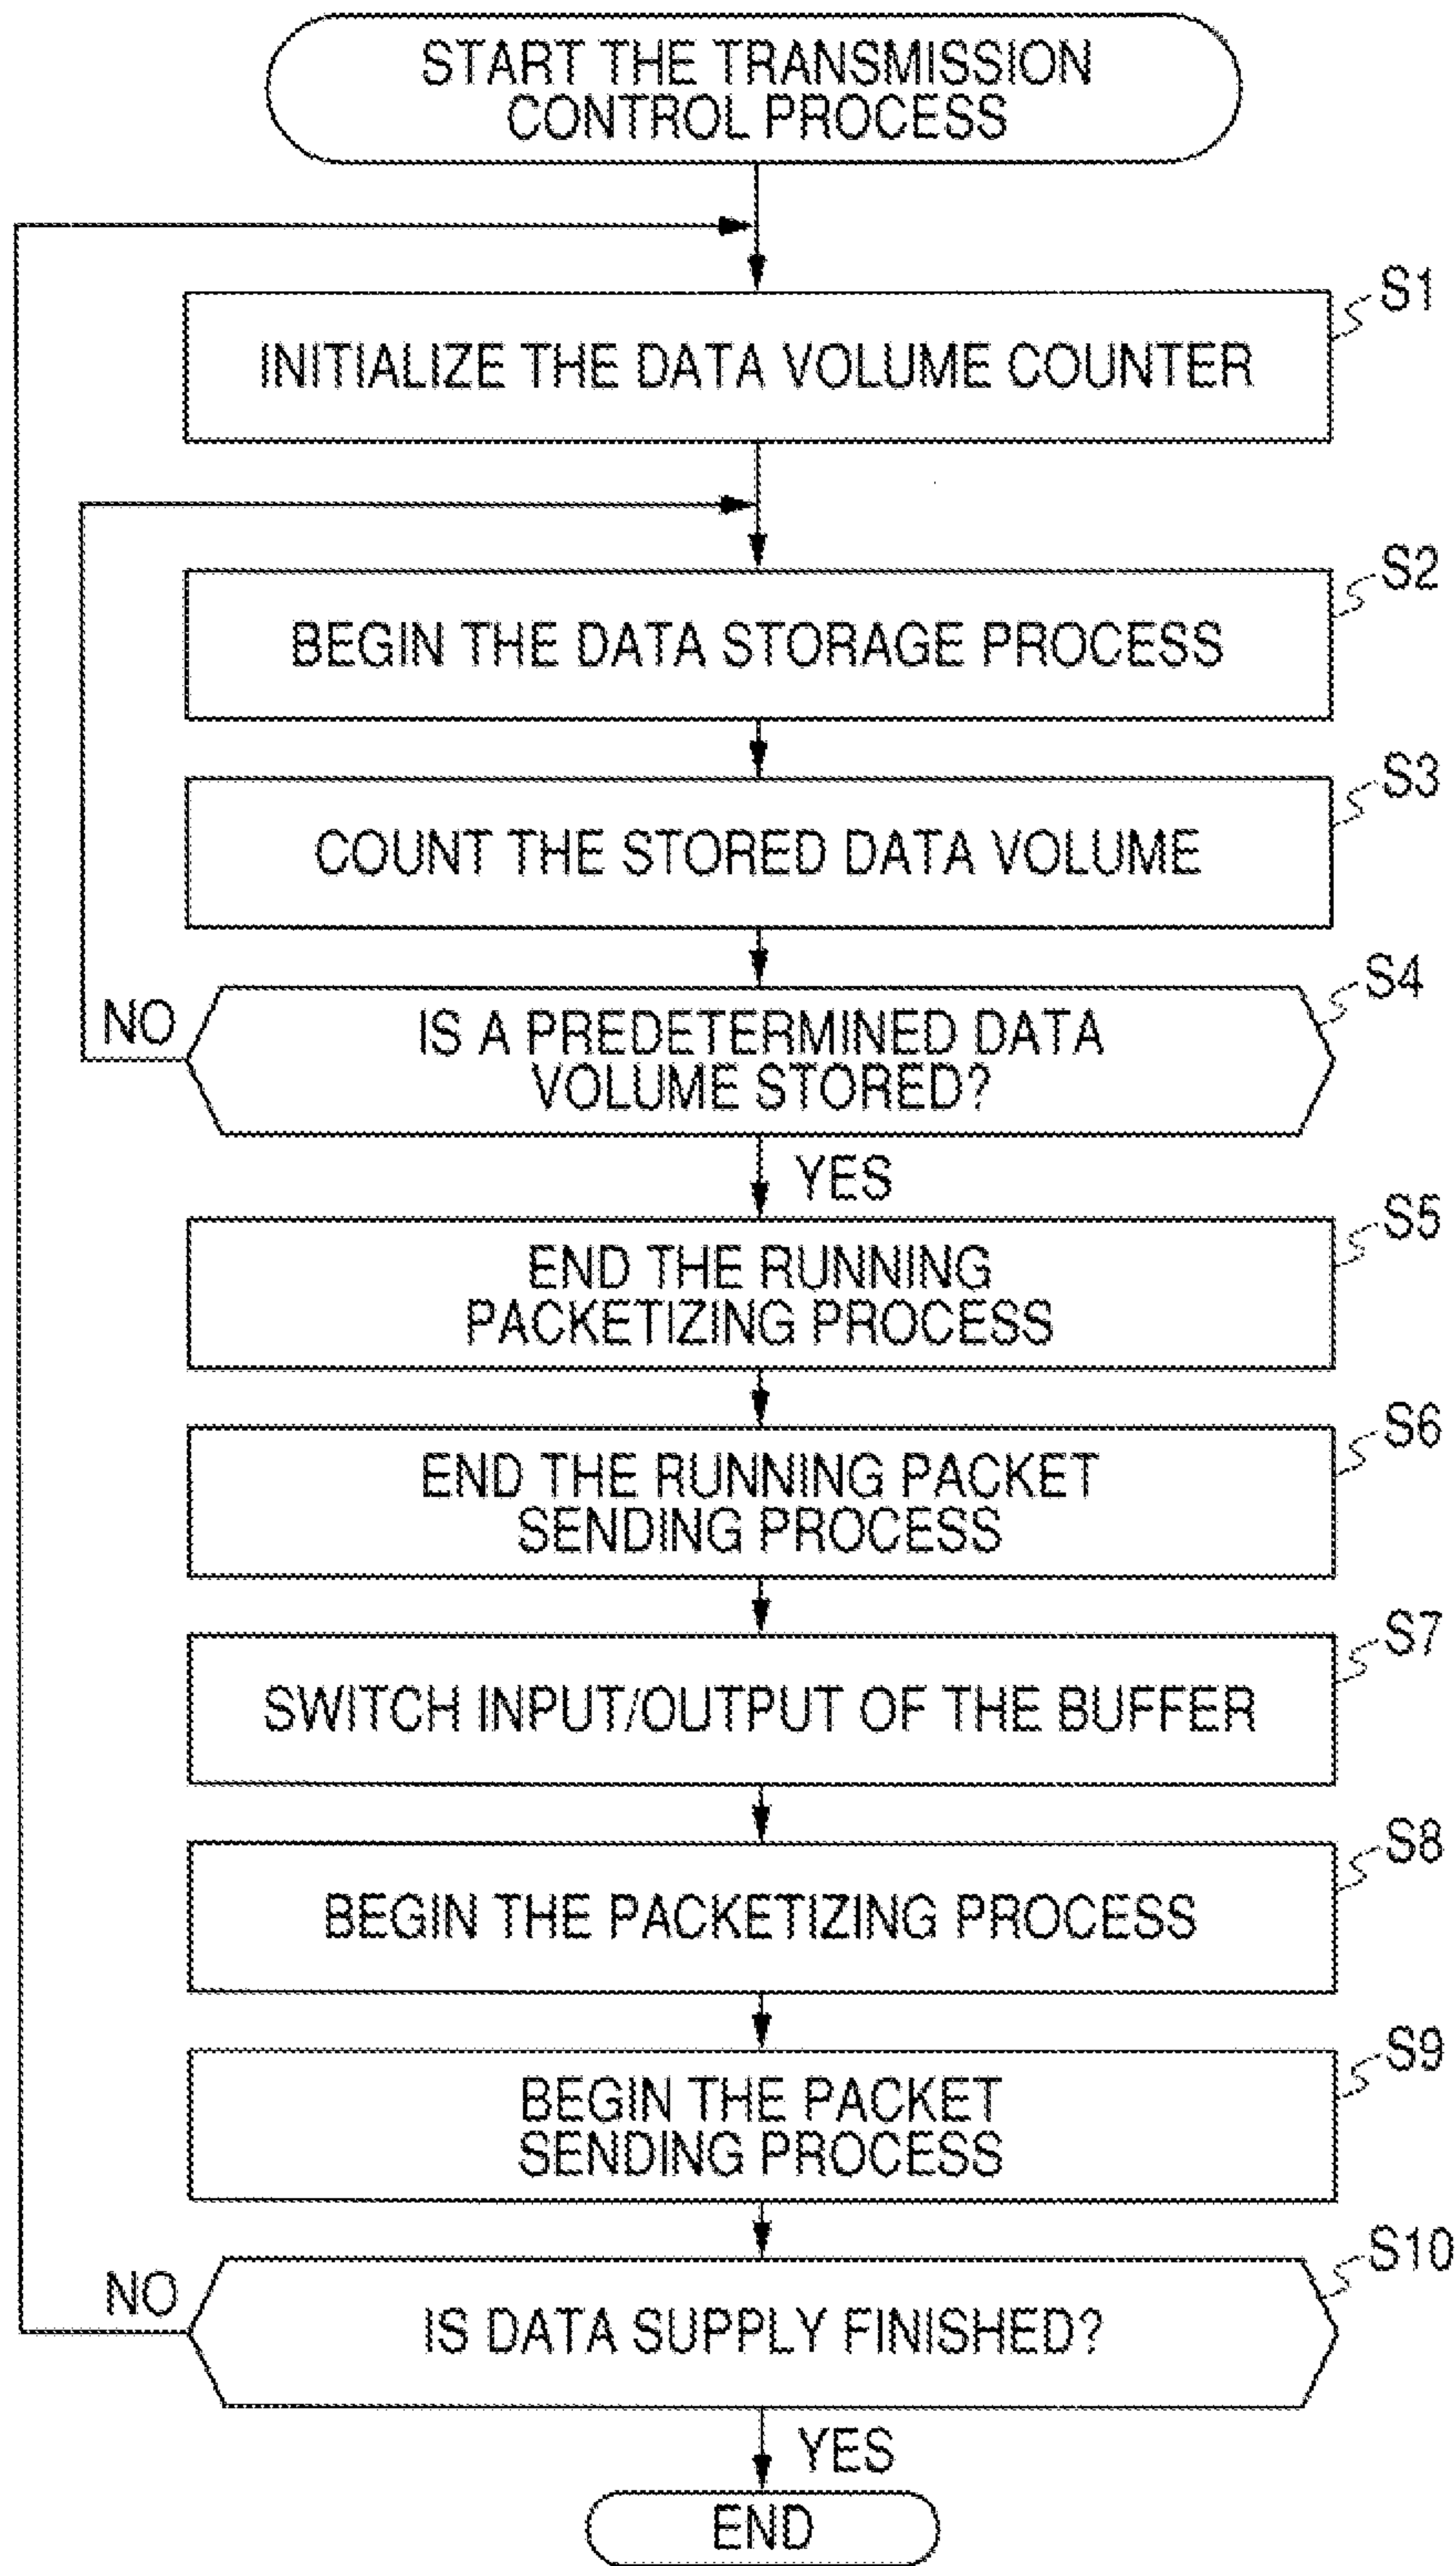 START THE TRANSMISSION
CONTROL PROCESS
S1
INITIALIZE THE DATA VOLUME COUNTER
S2
BEGIN THE DATA STORAGE PROCESS
S3
COUNT THE STORED DATA VOLUME
S4
NO
IS A PREDETERMINED DATA
VOLUME STORED?
YES
S5
END THE RUNNING
PACKETIZING PROCESS
S6
END THE RUNNING PACKET
SENDING PROCESS
S7
SWITCH INPUT/OUTPUT OF THE BUFFER
S8
BEGIN THE PACKETIZING PROCESS
S9
BEGIN THE PACKET
SENDING PROCESS
S10
NO
IS DATA SUPPLY FINISHED?
YES
END